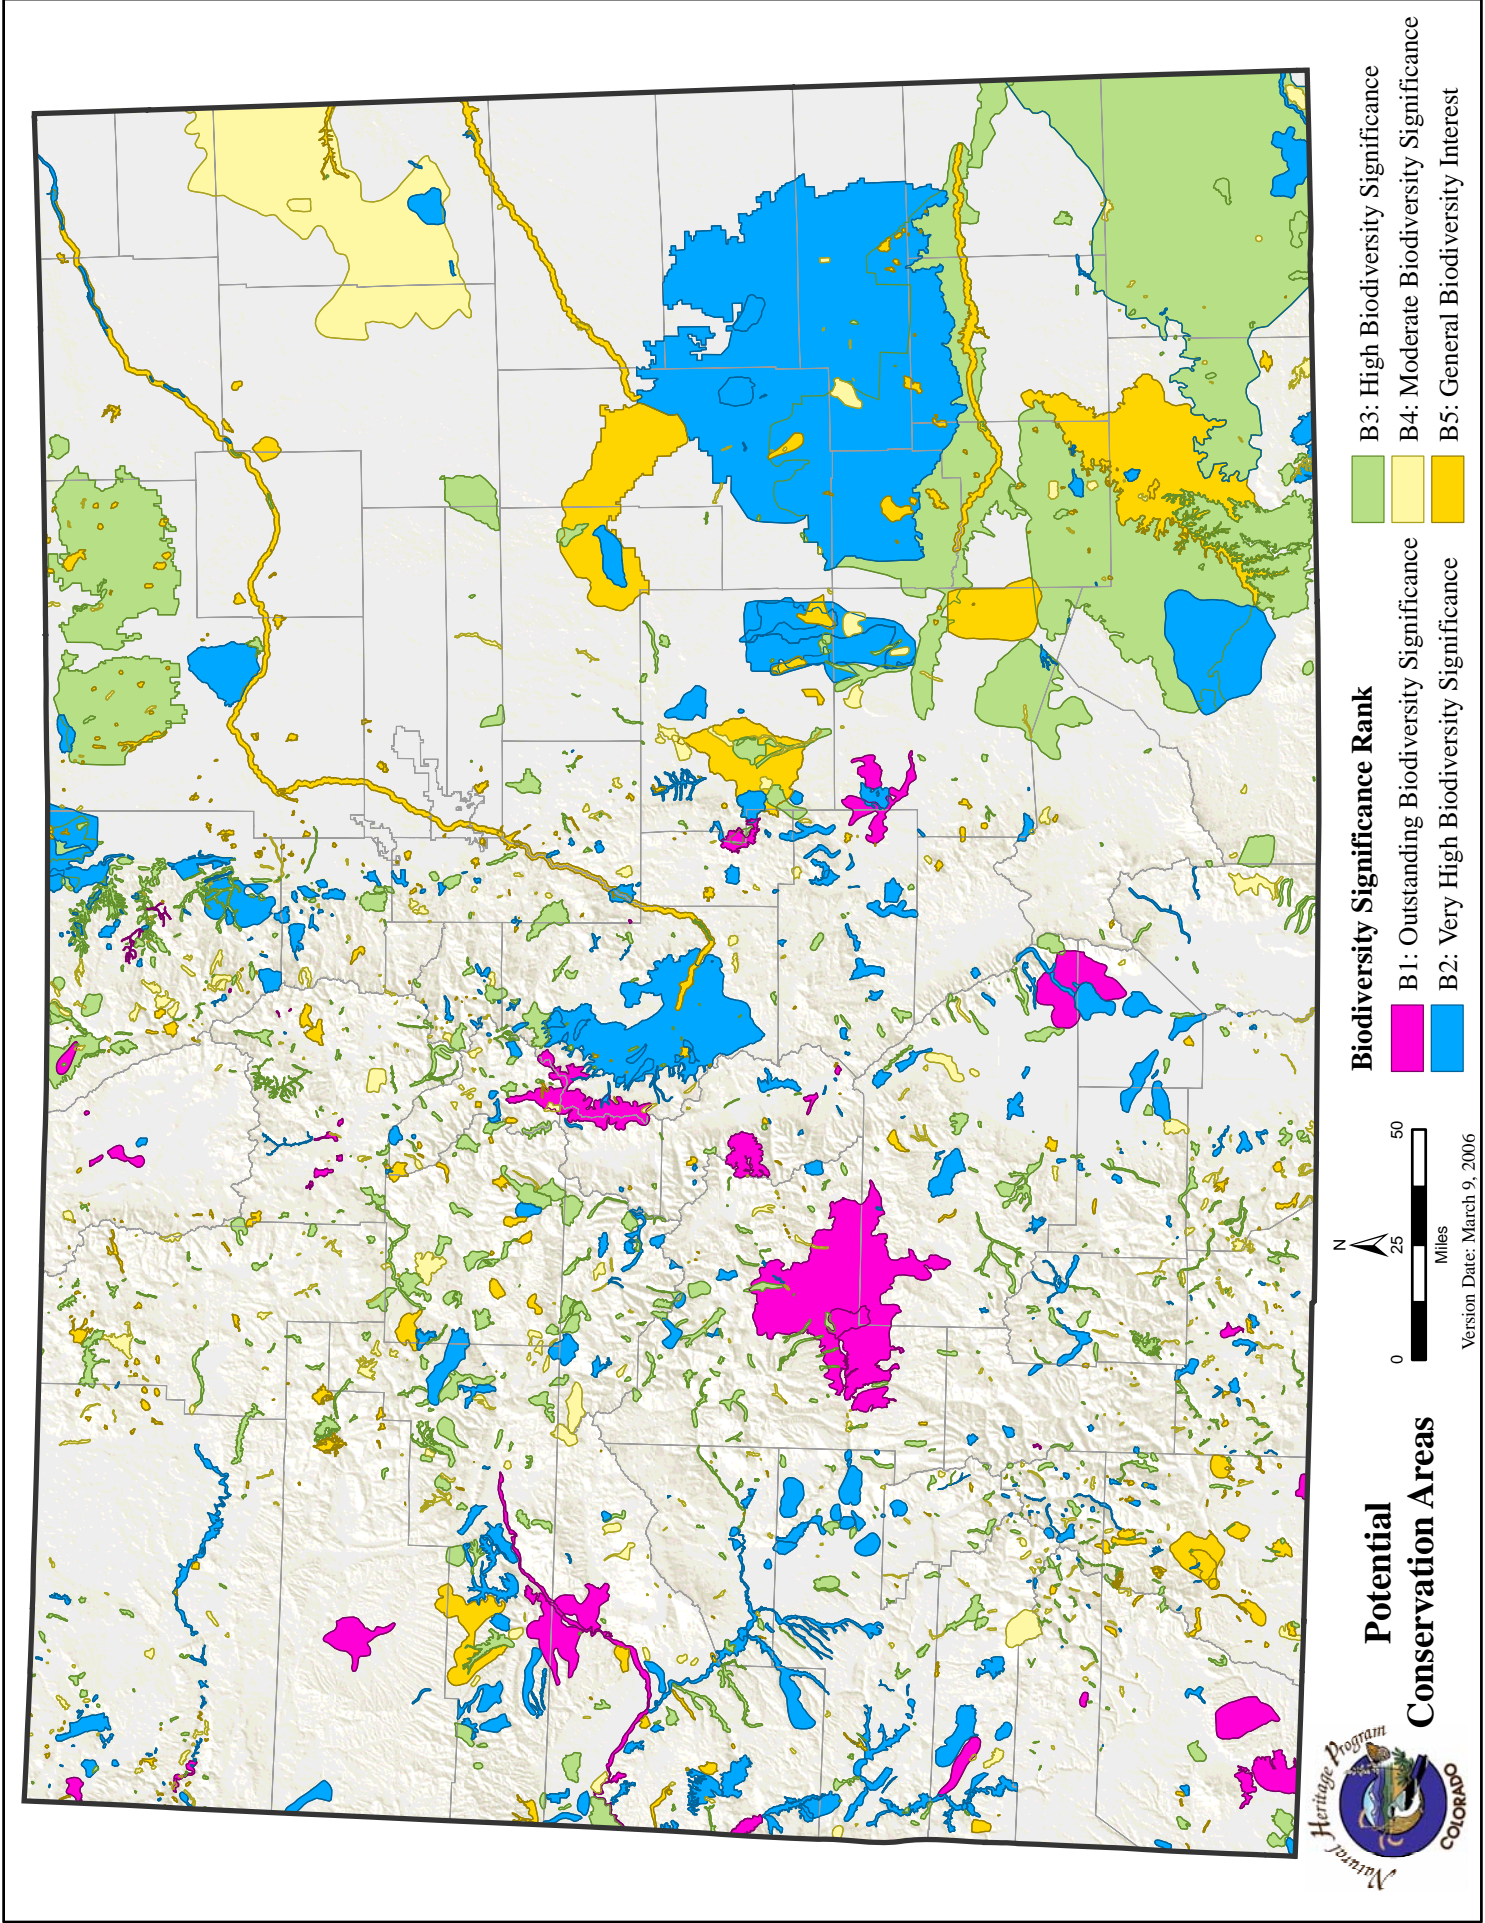 Potential
Conservation Areas
N
0 25 50
Miles
Version Date: March 9, 2006
Biodiversity Significance Rank
B1: Outstanding Biodiversity Significance
B2: Very High Biodiversity Significance
B3: High Biodiversity Significance
B4: Moderate Biodiversity Significance
B5: General Biodiversity Interest
Natural Heritage Program
COLORADO